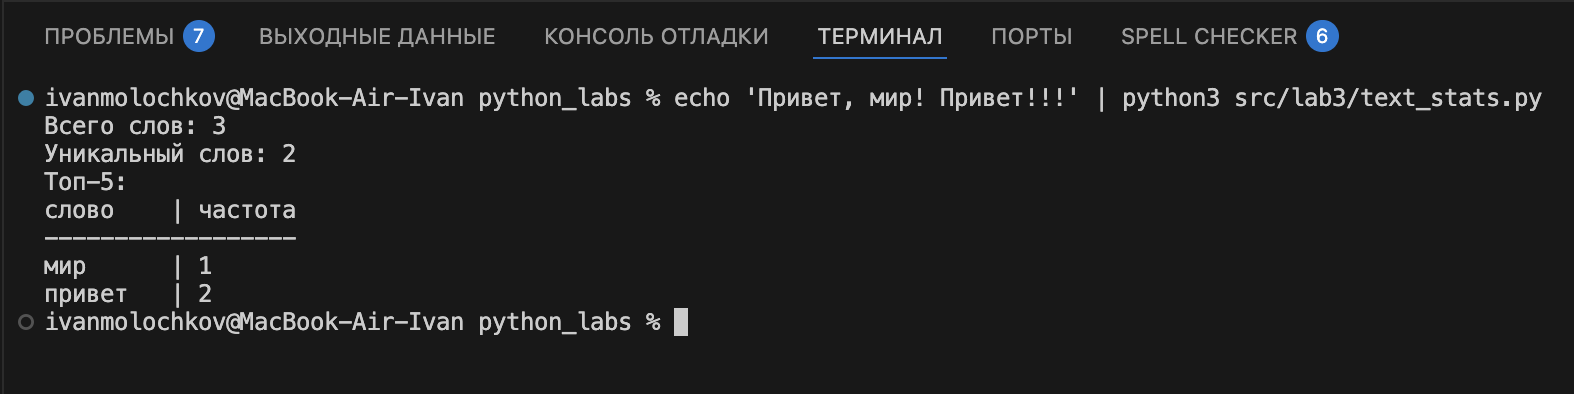 ПРОБЛЕМЫ 7 ВЫХОДНЫЕ ДАННЫЕ КОНСОЛЬ ОТЛАДКИ ТЕРМИНАЛ ПОРТЫ SPELL CHECKER 6
ivanmolochkov@MacBook-Air-Ivan python_labs % echo 'Привет, мир! Привет!!!' | python3 src/lab3/text_stats.py
Всего слов: 3
Уникальный слов: 2
Топ-5:
слово    | частота
------------------
мир      | 1
привет   | 2
ivanmolochkov@MacBook-Air-Ivan python_labs %